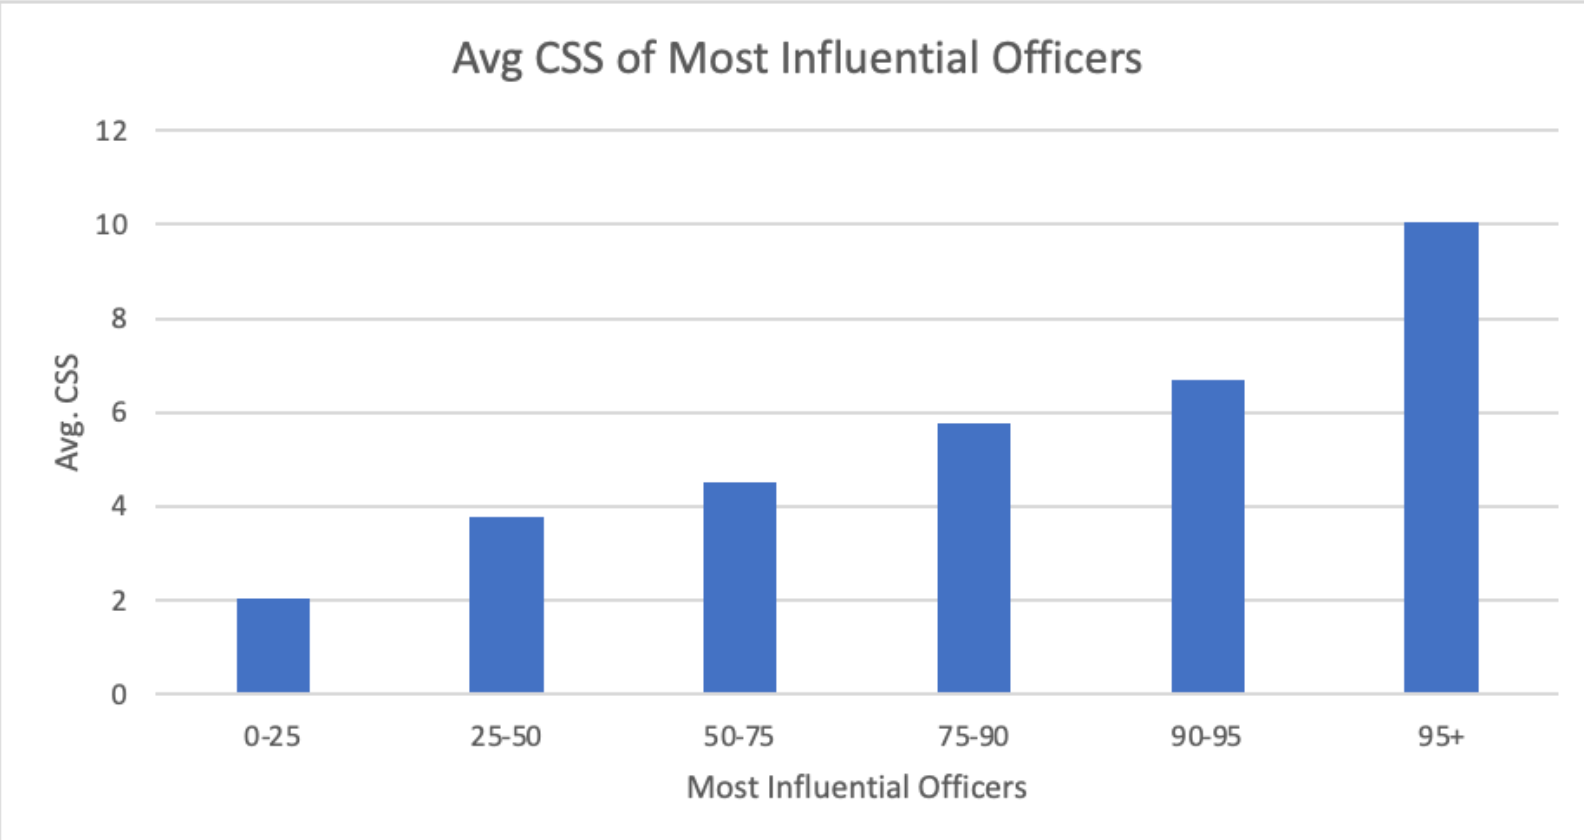 Avg CSS of Most Influential Officers
12
10
8
6
4
2
0
Avg. CSS
0-25 25-50 50-75 75-90 90-95 95+
Most Influential Officers